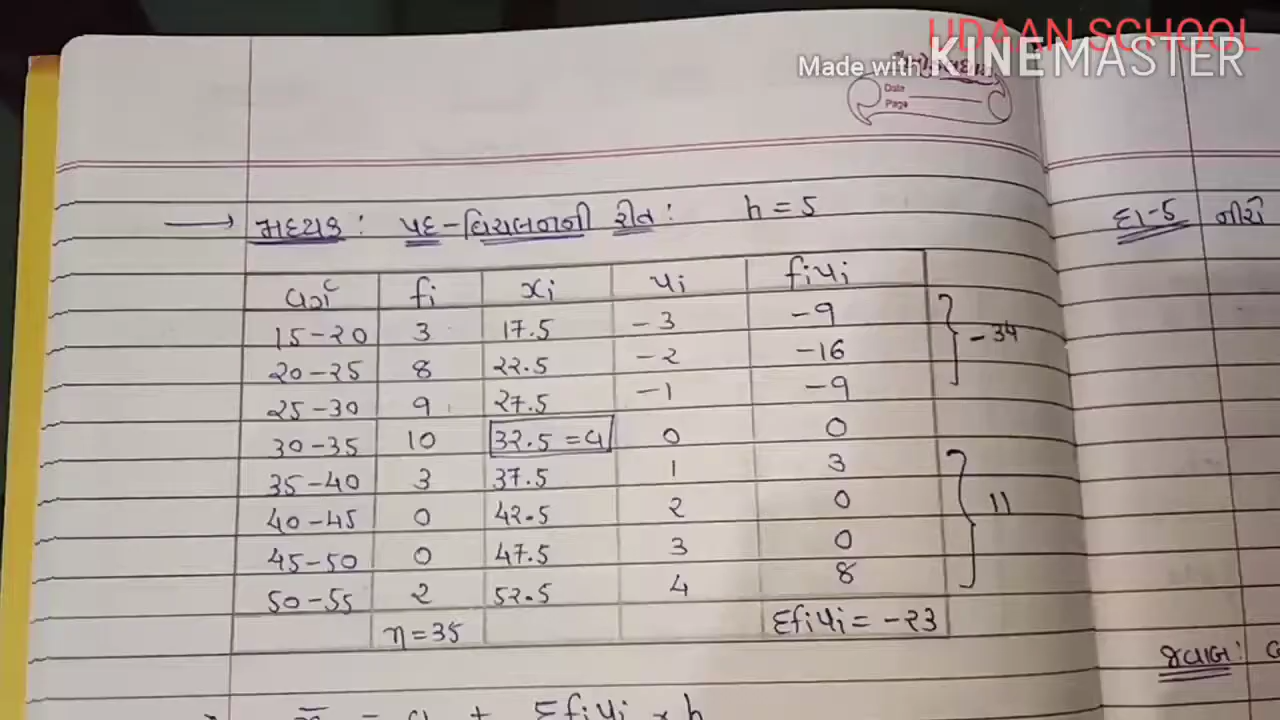 UDAAN SCHOOL
Made with KINEMASTER
Date
Page
→ મધ્યક: પદ-વિચલનની રીત: h = 5
વર્ગ fi xi ui fiui
15-20 3 17.5 -3 -9
20-25 8 22.5 -2 -16
25-30 9 27.5 -1 -9
-34
30-35 10 32.5 = a 0 0
35-40 3 37.5 1 3
40-45 0 42.5 2 0
11
45-50 0 47.5 3 0
50-55 2 52.5 4 8
n = 35 Σfiui = -23
= a + Σfiui × h
દા-5 નીચે
જવાબ: